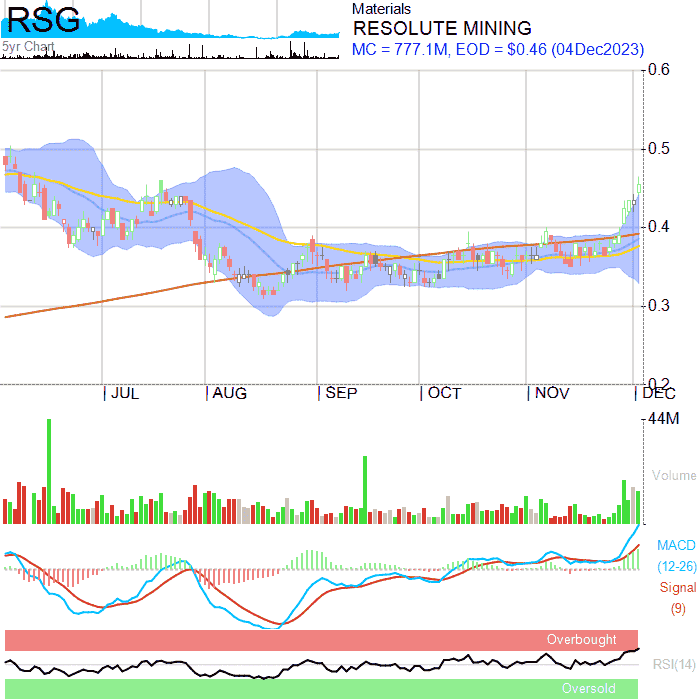 RSG
5yr Chart
Materials
RESOLUTE MINING
MC = 777.1M, EOD = $0.46 (04Dec2023)
0.6
0.5
0.4
0.3
0.2
JUL AUG SEP OCT NOV DEC
44M
Volume
MACD
(12-26)
Signal
(9)
Overbought
RSI(14)
Oversold